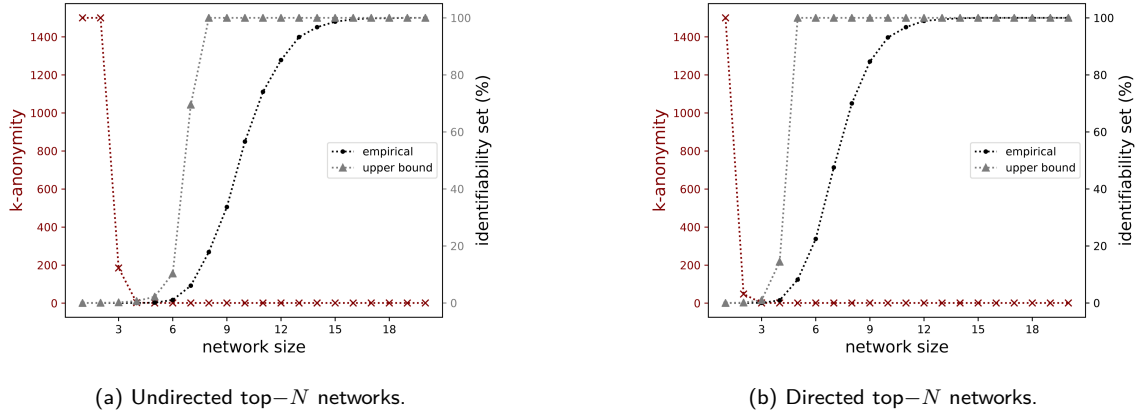 1400
1200
1000
800
600
400
200
0
k-anonymity
100
80
60
40
20
0
identifiability set (%)
empirical
upper bound
3 6 9 12 15 18
network size
(a) Undirected top−N networks.
1400
1200
1000
800
600
400
200
0
k-anonymity
100
80
60
40
20
0
identifiability set (%)
empirical
upper bound
3 6 9 12 15 18
network size
(b) Directed top−N networks.